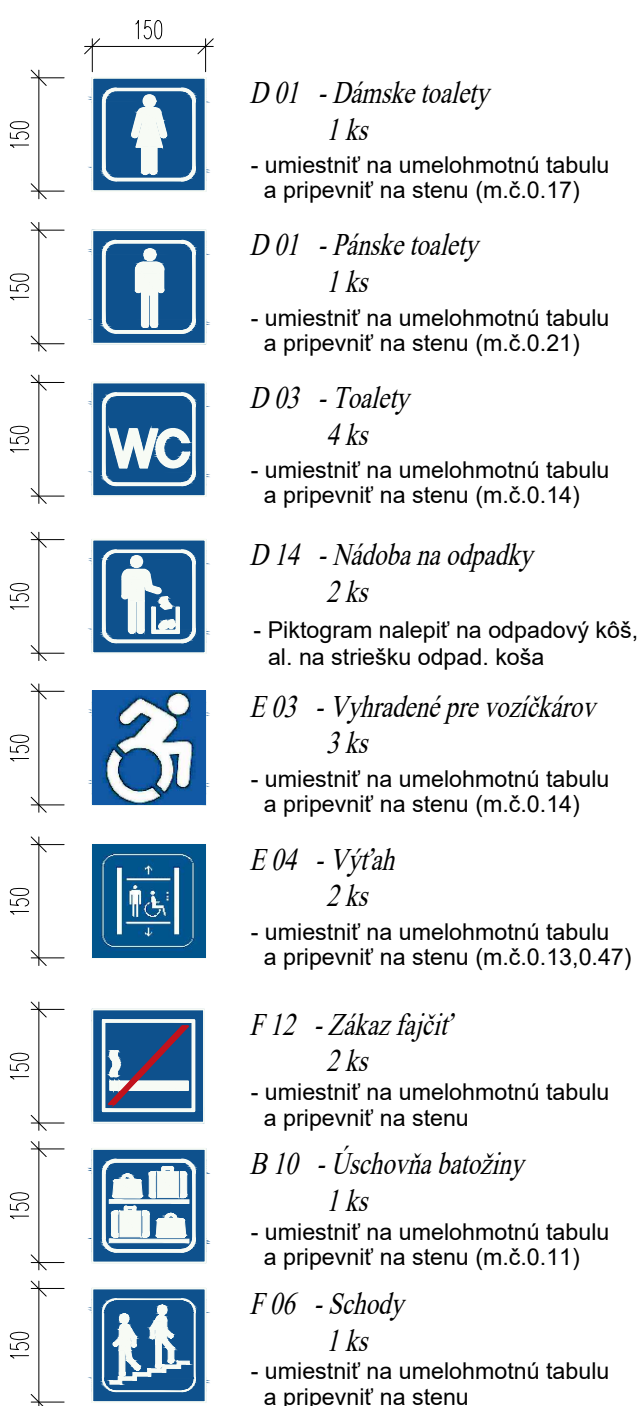 150
150
D 01 - Dámske toalety
1 ks
- umiestniť na umelohmotnú tabulu
a pripevniť na stenu (m.č.0.17)
150
D 01 - Pánske toalety
1 ks
- umiestniť na umelohmotnú tabulu
a pripevniť na stenu (m.č.0.21)
150
WC
D 03 - Toalety
4 ks
- umiestniť na umelohmotnú tabulu
a pripevniť na stenu (m.č.0.14)
150
D 14 - Nádoba na odpadky
2 ks
- Piktogram nalepiť na odpadový kôš,
al. na striešku odpad. koša
150
E 03 - Vyhradené pre vozíčkárov
3 ks
- umiestniť na umelohmotnú tabulu
a pripevniť na stenu (m.č.0.14)
150
E 04 - Výťah
2 ks
- umiestniť na umelohmotnú tabulu
a pripevniť na stenu (m.č.0.13,0.47)
150
F 12 - Zákaz fajčiť
2 ks
- umiestniť na umelohmotnú tabulu
a pripevniť na stenu
150
B 10 - Úschovňa batožiny
1 ks
- umiestniť na umelohmotnú tabulu
a pripevniť na stenu (m.č.0.11)
150
F 06 - Schody
1 ks
- umiestniť na umelohmotnú tabulu
a pripevniť na stenu